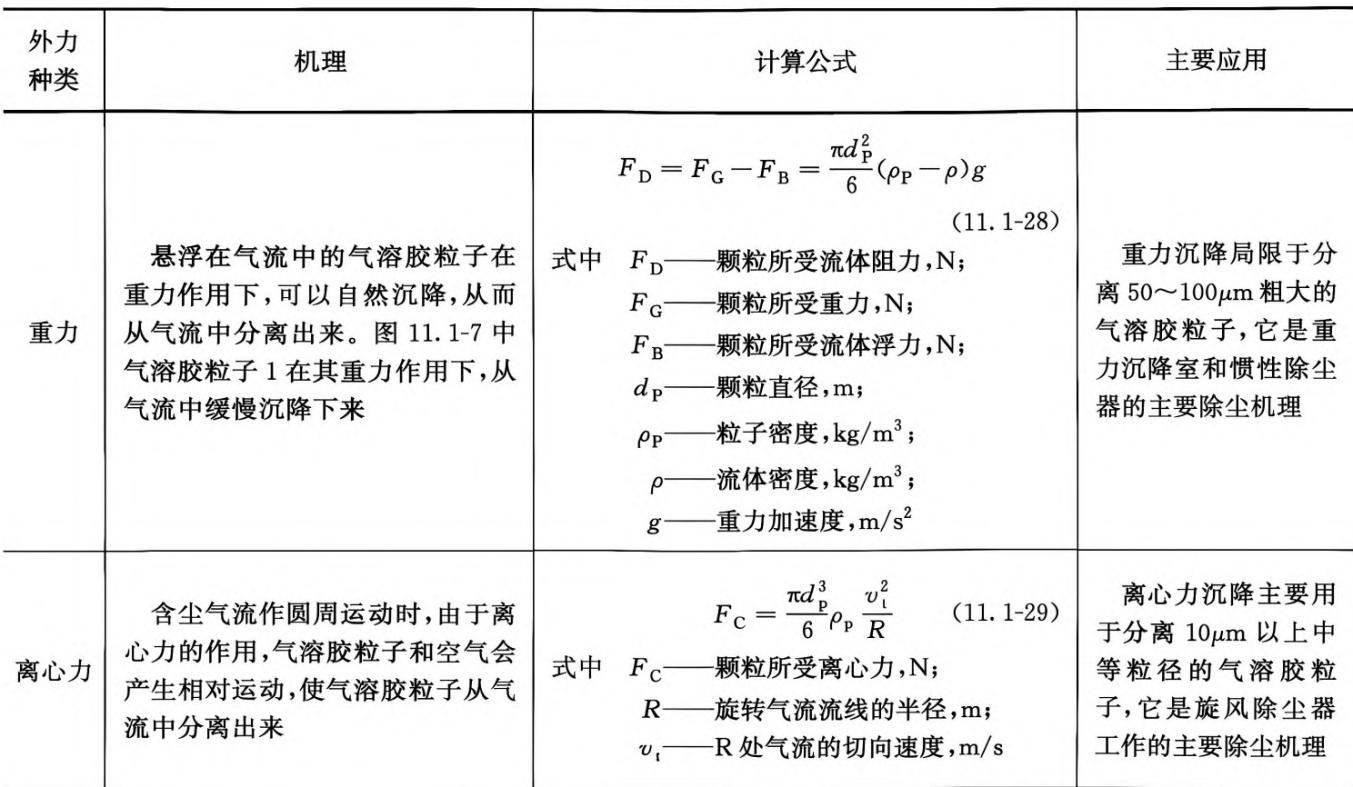 外力
种类
机理
计算公式
主要应用
重力
悬浮在气流中的气溶胶粒子在
重力作用下,可以自然沉降,从而
从气流中分离出来。图 11.1-7 中
气溶胶粒子 1 在其重力作用下,从
气流中缓慢沉降下来
F_D = F_G − F_B = \frac{πd_P^2}{6}(ρ_P − ρ)g
(11.1-28)
式中 F_D——颗粒所受流体阻力,N;
F_G——颗粒所受重力,N;
F_B——颗粒所受流体浮力,N;
d_P——颗粒直径,m;
ρ_P——粒子密度,kg/m³;
ρ——流体密度,kg/m³;
g——重力加速度,m/s²
重力沉降局限于分
离 50～100μm 粗大的
气溶胶粒子,它是重
力沉降室和惯性除尘
器的主要除尘机理
离心力
含尘气流作圆周运动时,由于离
心力的作用,气溶胶粒子和空气会
产生相对运动,使气溶胶粒子从气
流中分离出来
F_C = \frac{πd_p^3}{6}ρ_p\frac{v_t^2}{R} (11.1-29)
式中 F_C——颗粒所受离心力,N;
R——旋转气流流线的半径,m;
v_t——R 处气流的切向速度,m/s
离心力沉降主要用
于分离 10μm 以上中
等粒径的气溶胶粒
子,它是旋风除尘器
工作的主要除尘机理